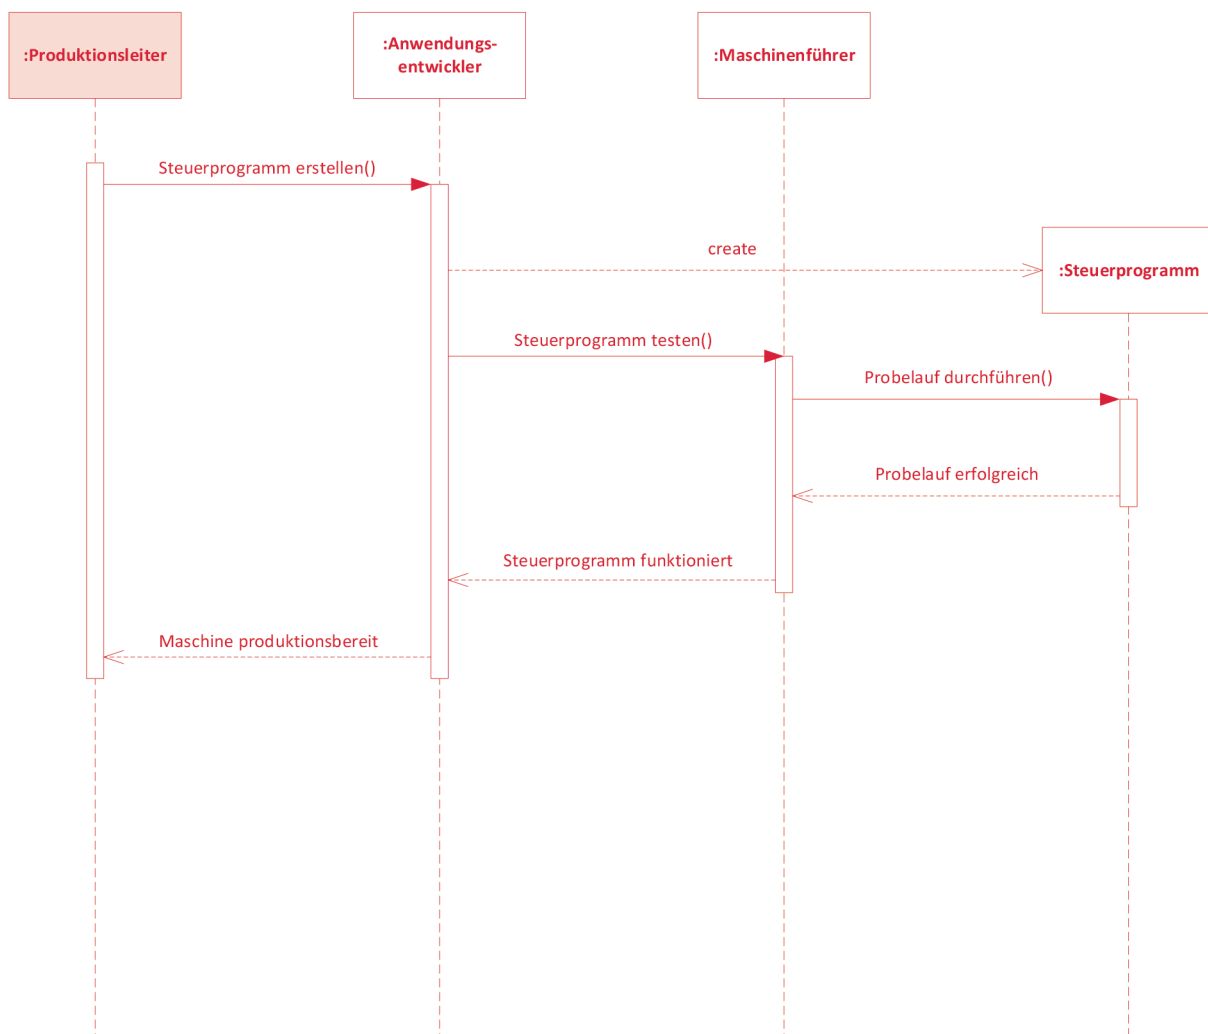 :Produktionsleiter
:Anwendungs-
entwickler
:Maschinenführer
Steuerprogramm erstellen()
create
:Steuerprogramm
Steuerprogramm testen()
Probelauf durchführen()
Probelauf erfolgreich
Steuerprogramm funktioniert
Maschine produktionsbereit